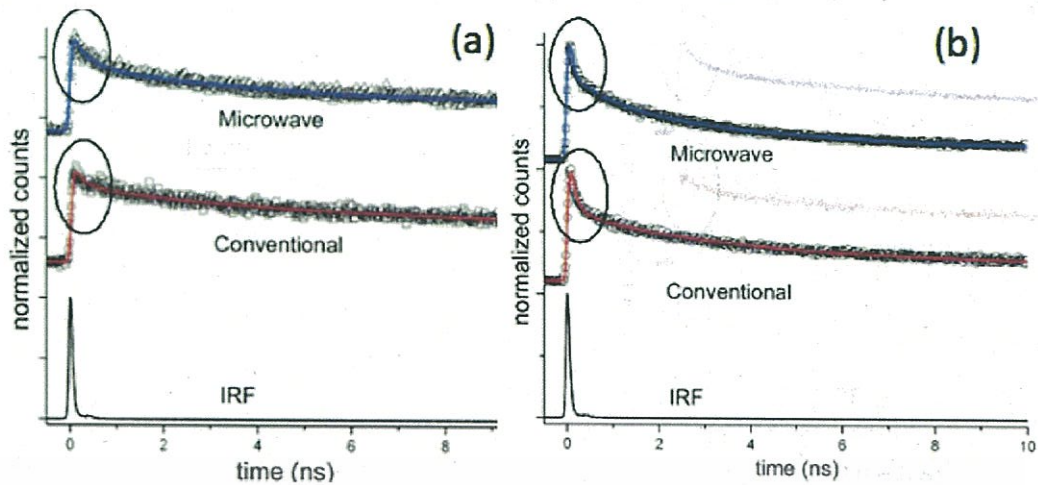 (a)
normalized counts
Microwave
Conventional
IRF
0 2 4 6 8
time (ns)
(b)
normalized counts
Microwave
Conventional
IRF
0 2 4 6 8 10
time (ns)